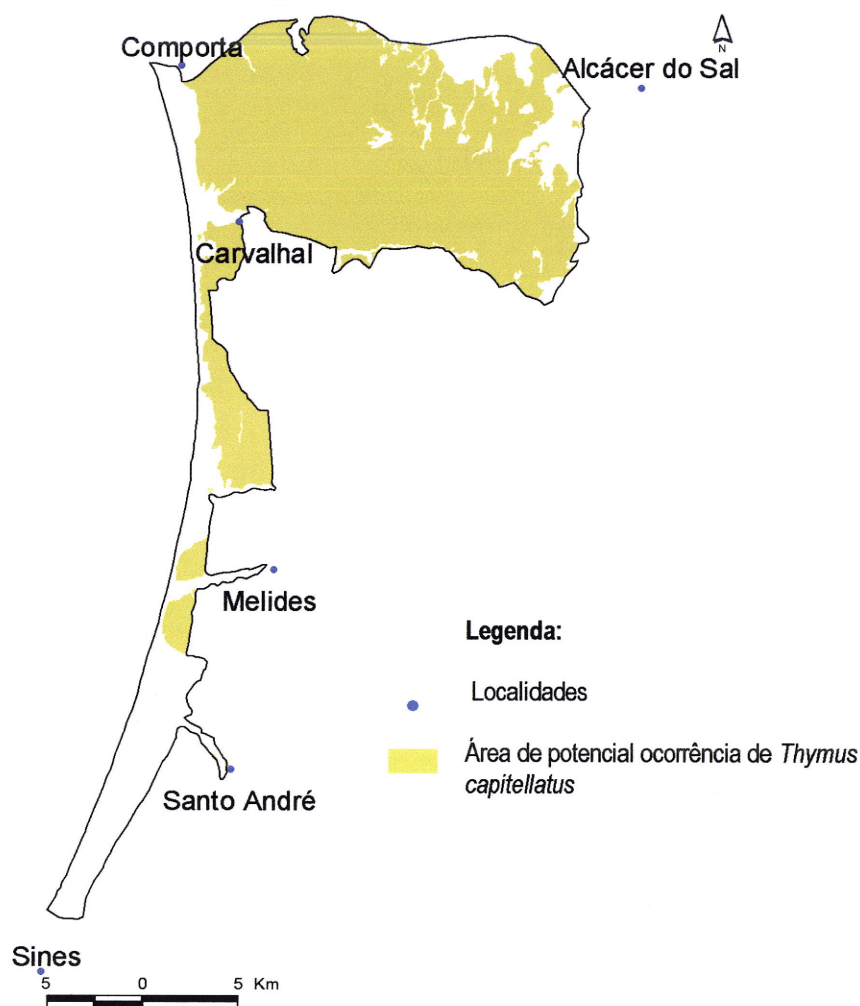 N
Comporta
Alcácer do Sal
Carvalhal
Melides
Legenda:
Localidades
Área de potencial ocorrência de Thymus
capitellatus
Santo André
Sines
5 0 5 Km